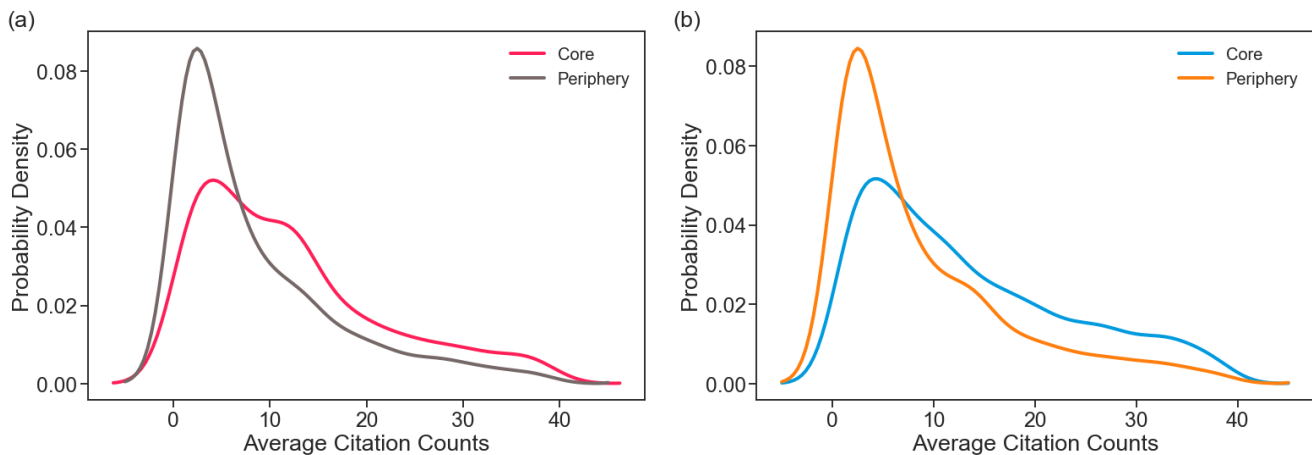 (a)
Core
Periphery
0.08
0.06
0.04
0.02
0.00
Probability Density
0
10
20
30
40
Average Citation Counts
(b)
Core
Periphery
0.08
0.06
0.04
0.02
0.00
Probability Density
0
10
20
30
40
Average Citation Counts